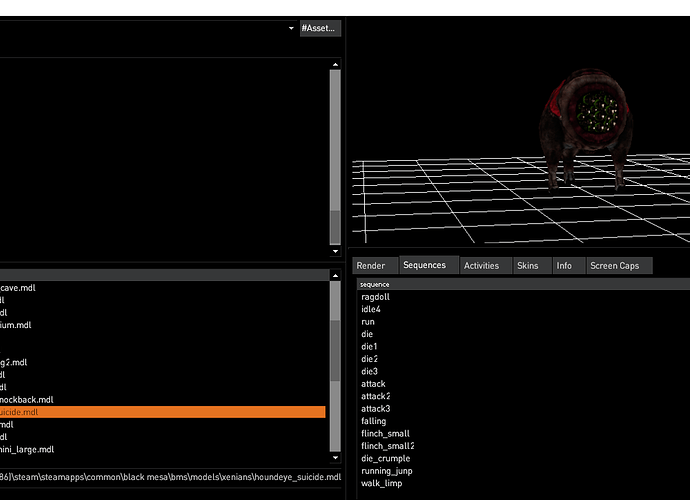 #Asset...
cave.mdl
dl
dl
ium.mdl
g2.mdl
dl
dl
nockback.mdl
uicide.mdl
mdl
dl
nini_large.mdl
86)\steam\steamapps\common\black mesa\bms\models\xenians\houndeye_suicide.mdl
Render Sequences Activities Skins Info Screen Caps
sequence
ragdoll
idle4
run
die
die1
die2
die3
attack
attack2
attack3
falling
flinch_small
flinch_small2
die_crumple
running_junp
walk_limp